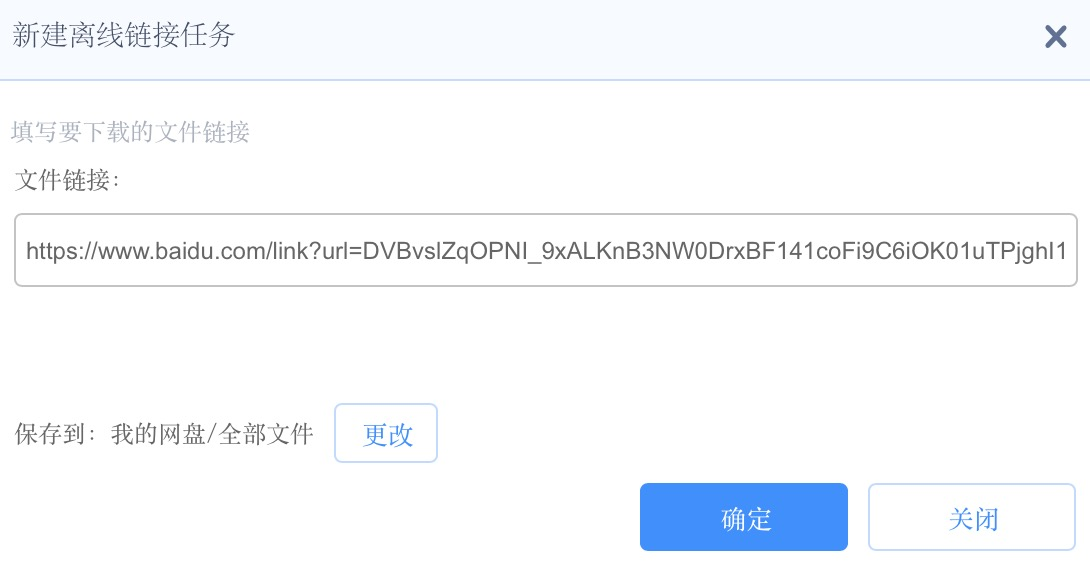 新建离线链接任务
填写要下载的文件链接
文件链接：
https://www.baidu.com/link?url=DVBvslZqOPNI_9xALKnB3NW0DrxBF141coFi9C6iOK01uTPjghI1
保存到：我的网盘/全部文件 更改
确定 关闭